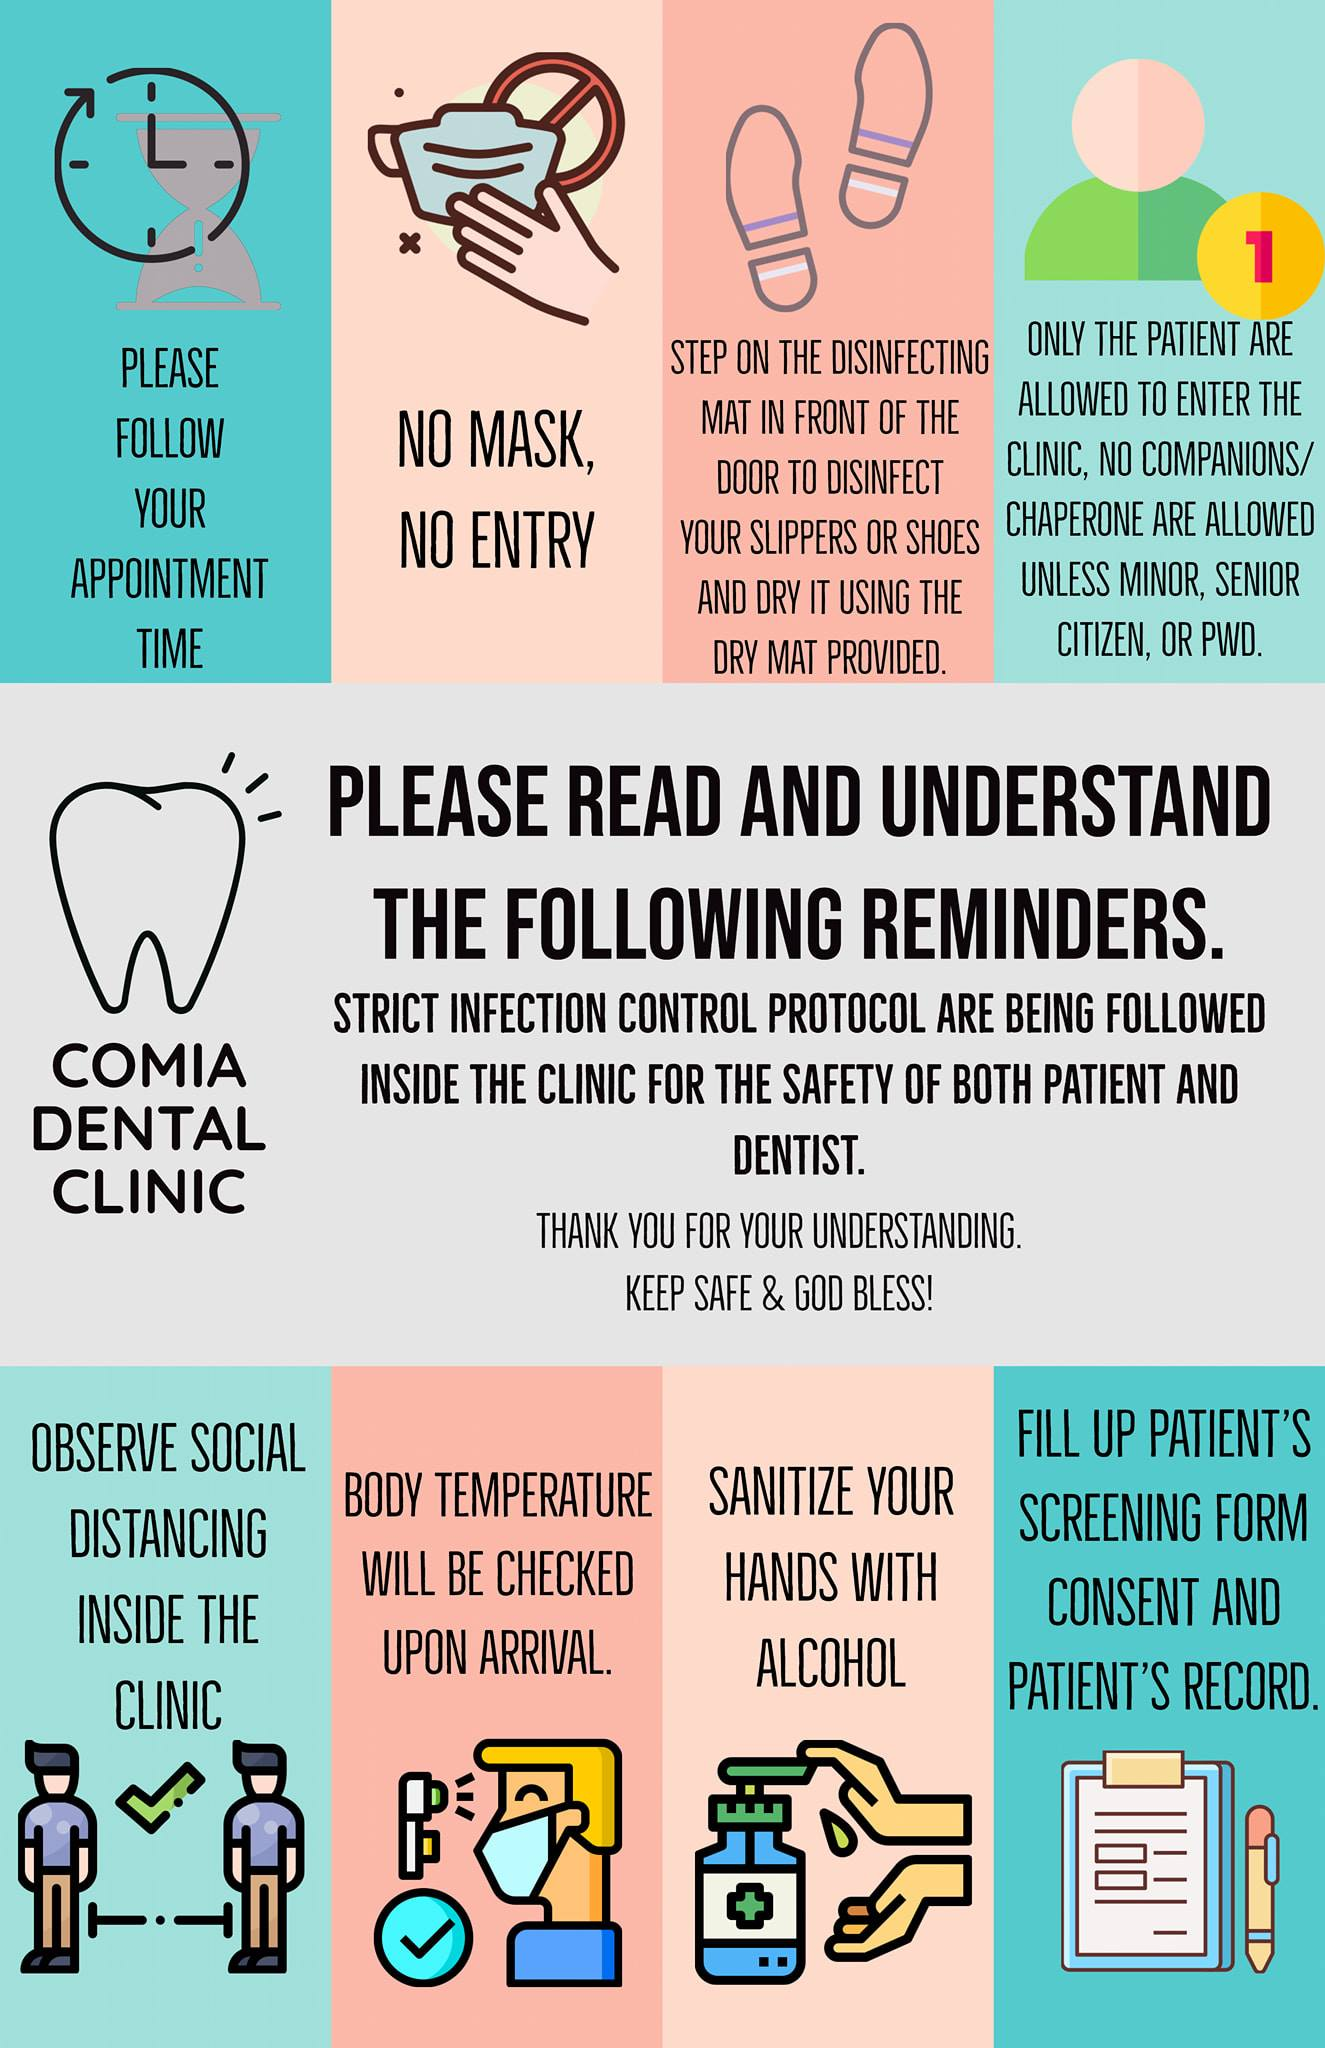 PLEASE
FOLLOW
YOUR
APPOINTMENT
TIME
NO MASK,
NO ENTRY
STEP ON THE DISINFECTING
MAT IN FRONT OF THE
DOOR TO DISINFECT
YOUR SLIPPERS OR SHOES
AND DRY IT USING THE
DRY MAT PROVIDED.
1
ONLY THE PATIENT ARE
ALLOWED TO ENTER THE
CLINIC, NO COMPANIONS/
CHAPERONE ARE ALLOWED
UNLESS MINOR, SENIOR
CITIZEN, OR PWD.
COMIA
DENTAL
CLINIC
PLEASE READ AND UNDERSTAND
THE FOLLOWING REMINDERS.
STRICT INFECTION CONTROL PROTOCOL ARE BEING FOLLOWED
INSIDE THE CLINIC FOR THE SAFETY OF BOTH PATIENT AND
DENTIST.
THANK YOU FOR YOUR UNDERSTANDING.
KEEP SAFE & GOD BLESS!
OBSERVE SOCIAL
DISTANCING
INSIDE THE
CLINIC
BODY TEMPERATURE
WILL BE CHECKED
UPON ARRIVAL.
SANITIZE YOUR
HANDS WITH
ALCOHOL
FILL UP PATIENT'S
SCREENING FORM
CONSENT AND
PATIENT'S RECORD.